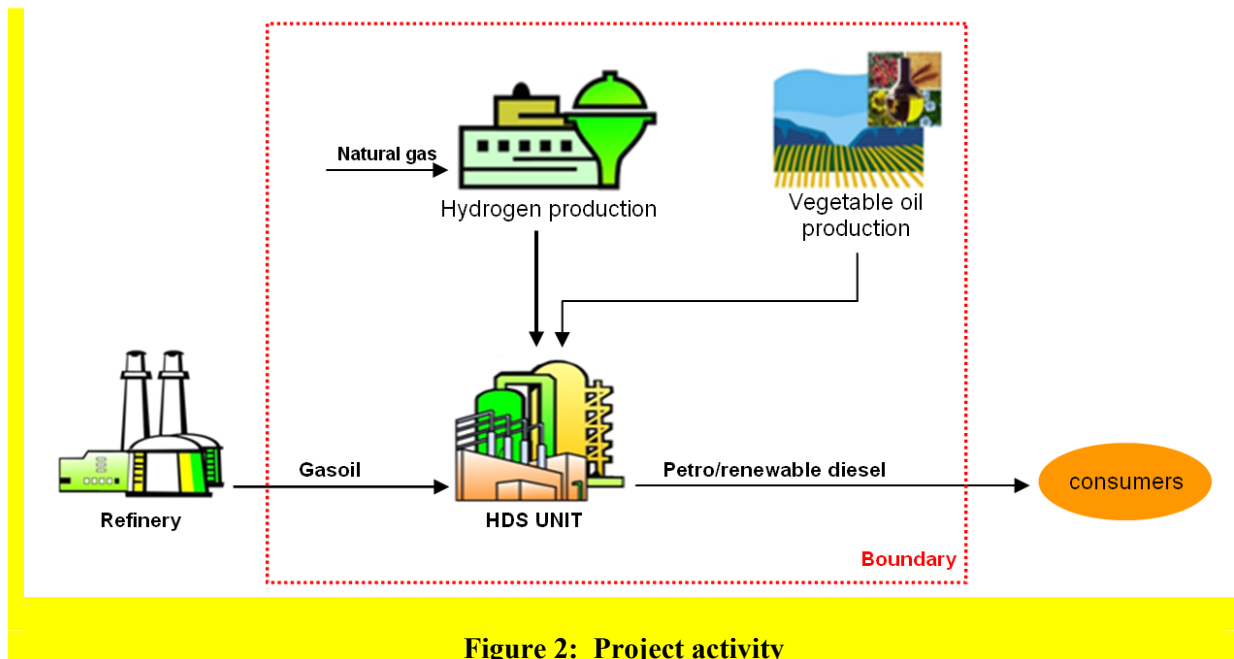 Natural gas
Hydrogen production
Vegetable oil
production
Gasoil
Petro/renewable diesel
consumers
Refinery
HDS UNIT
Boundary
Figure 2: Project activity